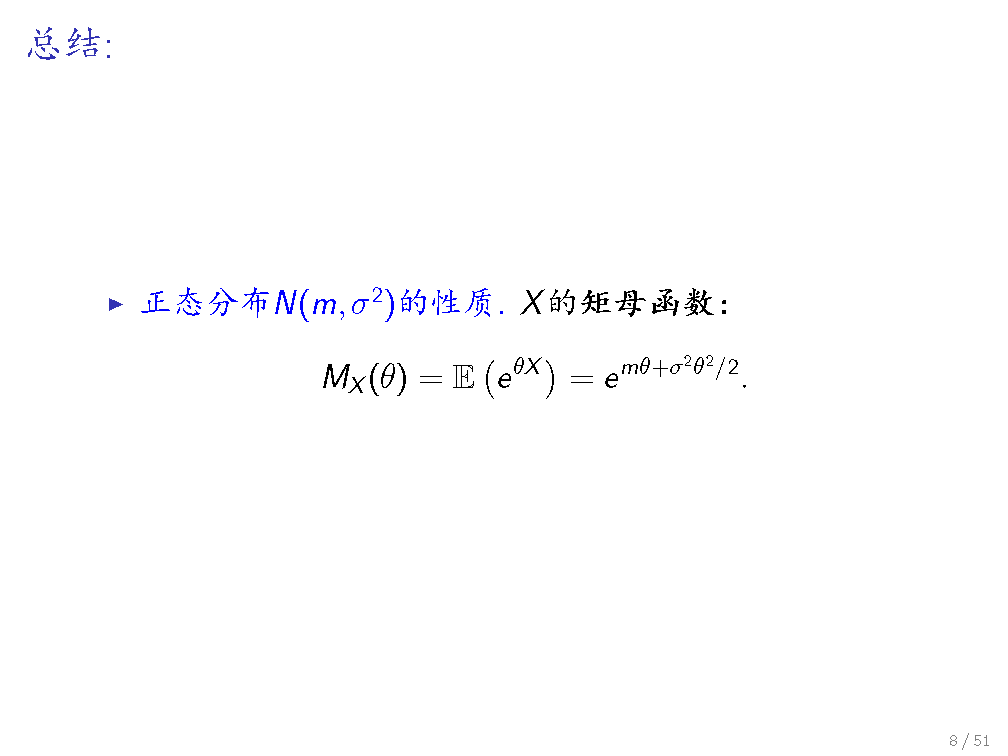 总结:
▶ 正态分布N(m, σ²)的性质. X的矩母函数:
M_X(θ) = 𝔼 (e^{θX}) = e^{mθ+σ²θ²/2}.
8 / 51